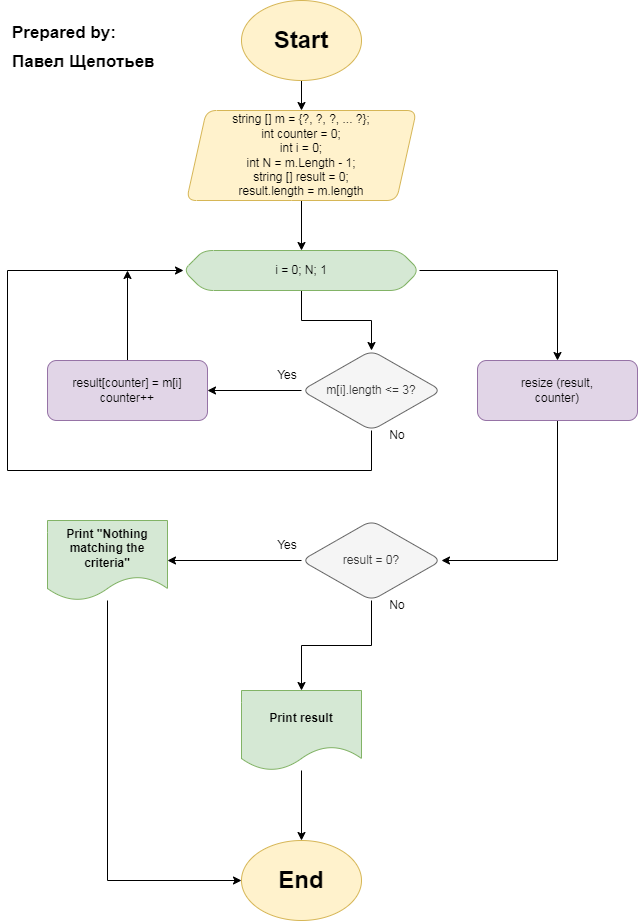 Prepared by:
Павел Щепотьев
Start
string [] m = {?, ?, ?, ... ?};
int counter = 0;
int i = 0;
int N = m.Length - 1;
string [] result = 0;
result.length = m.length
i = 0; N; 1
result[counter] = m[i]
counter++
Yes
m[i].length <= 3?
No
resize (result,
counter)
Print "Nothing
matching the
criteria"
Yes
result = 0?
No
Print result
End